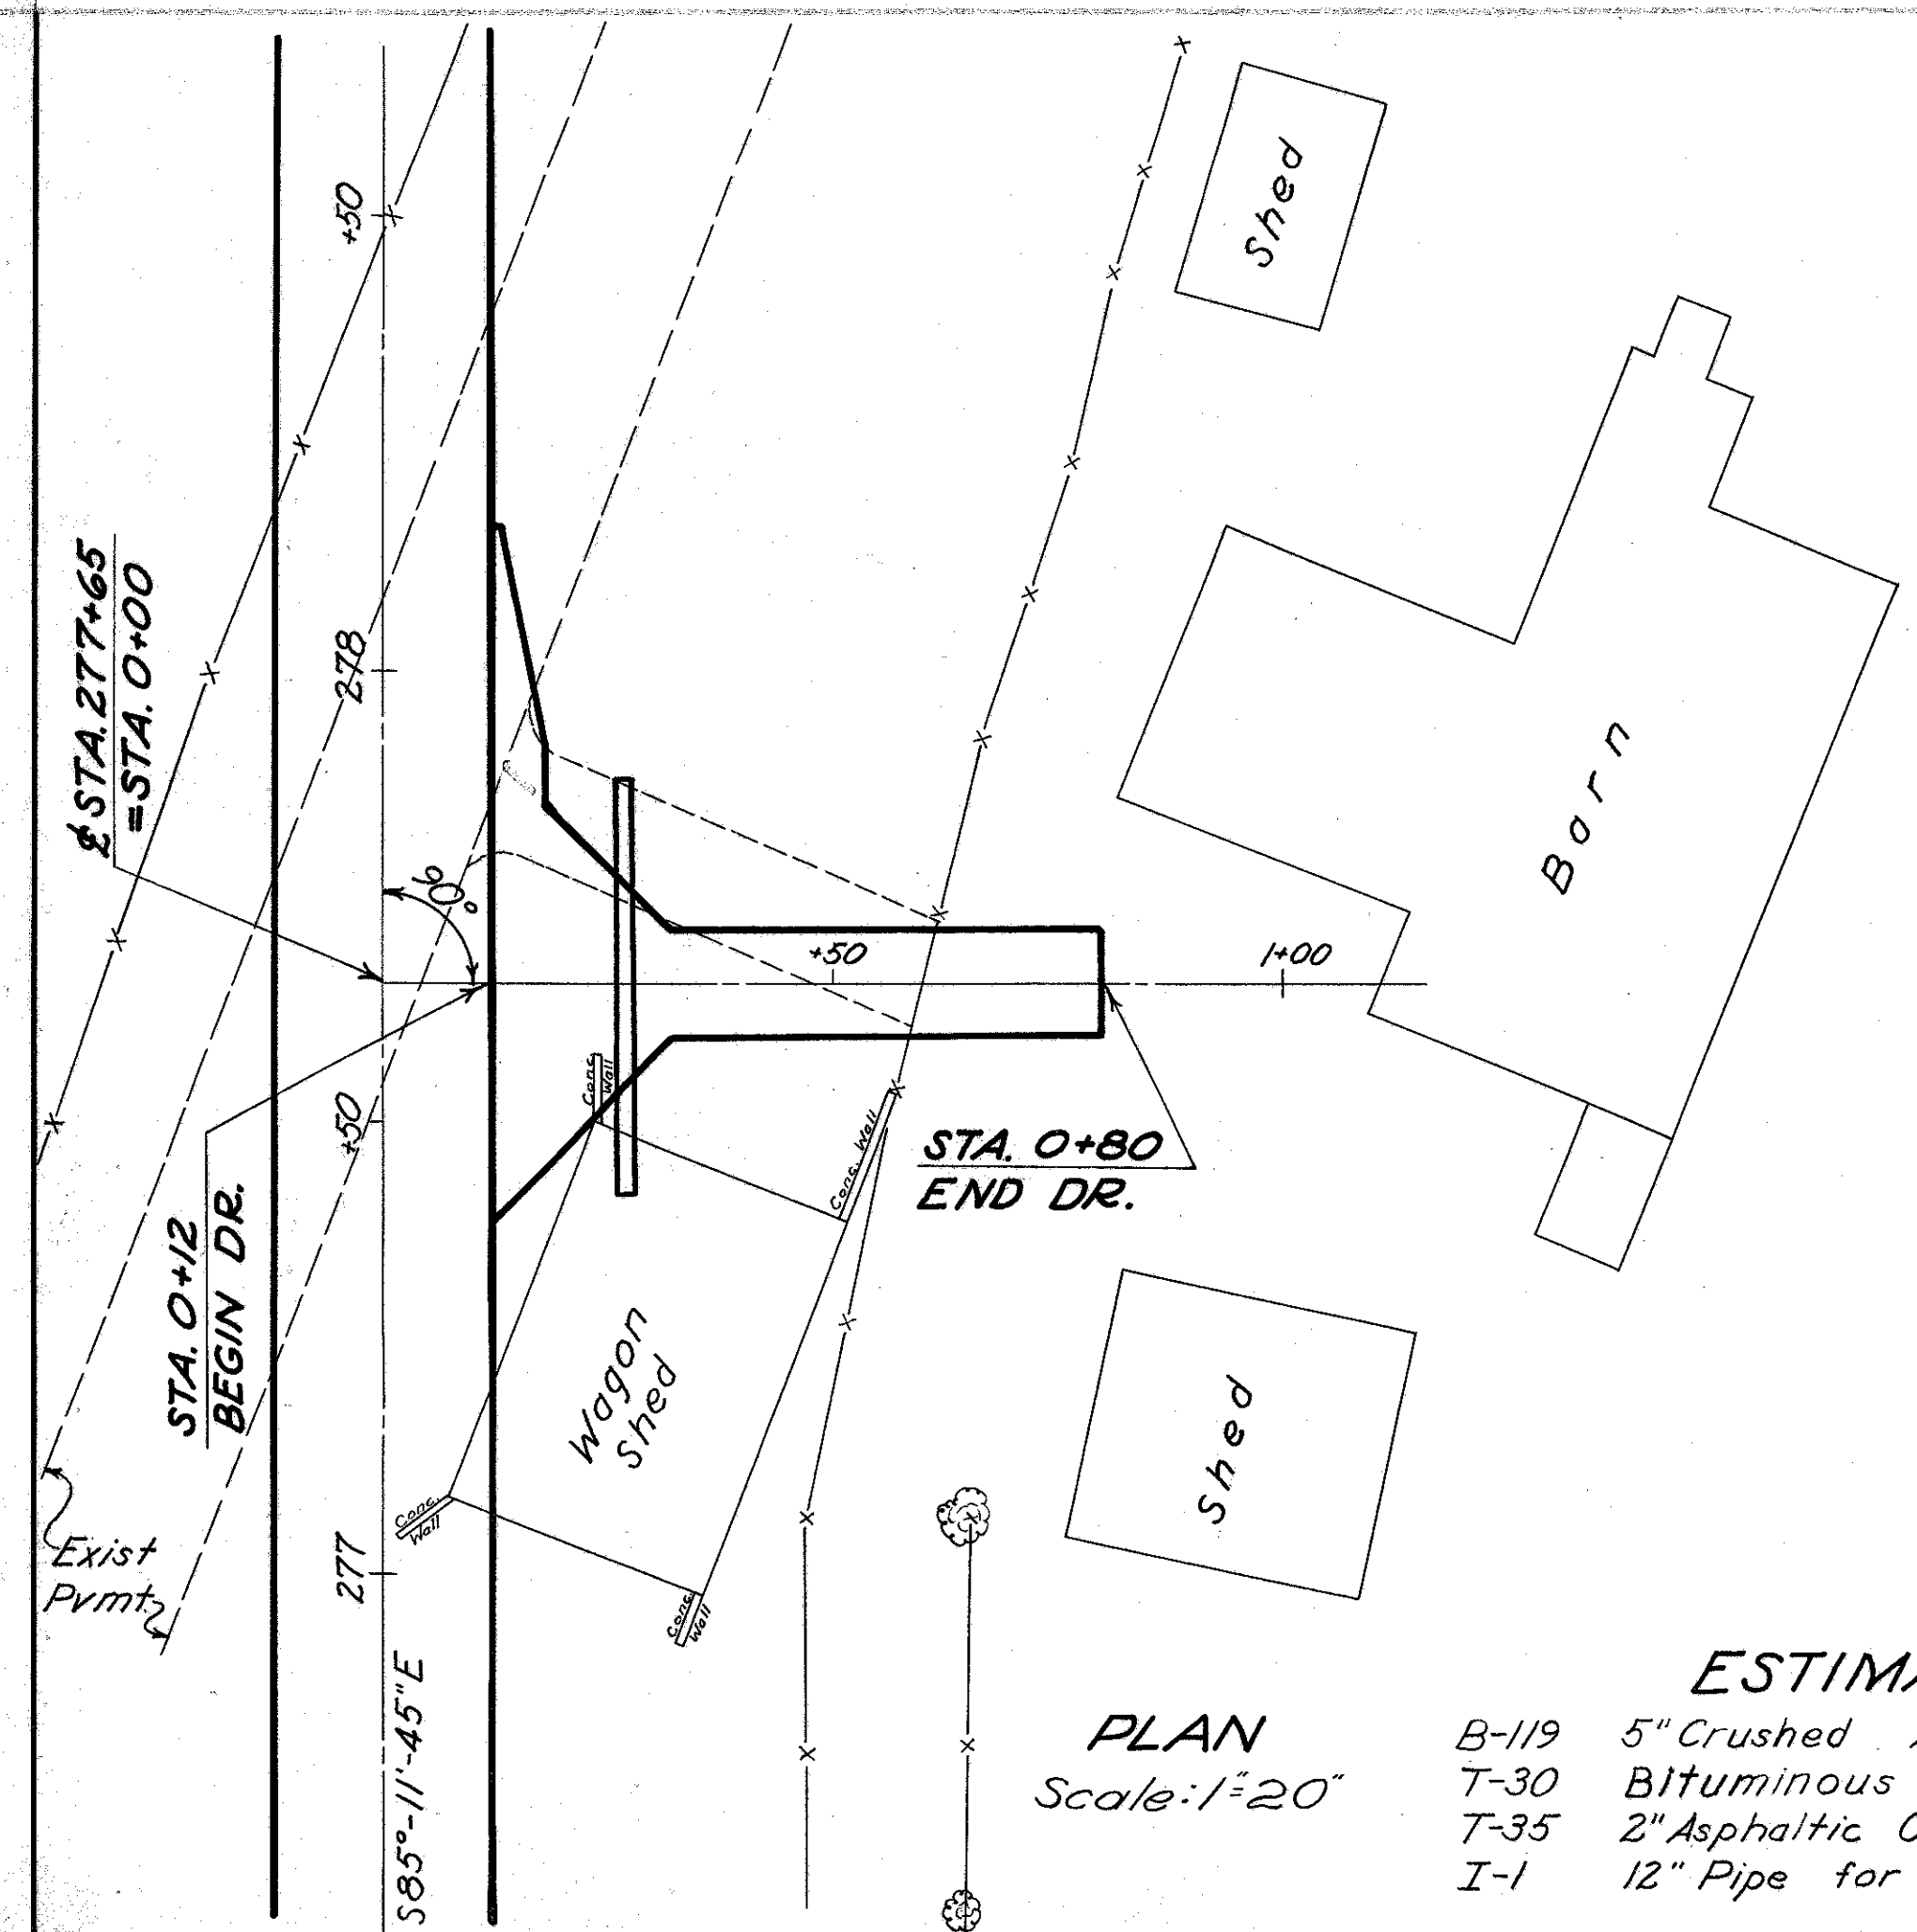 +50
Shed
℄ STA. 277+65
=STA. 0+00
278
90°
+50
1+00
Barn
Conc.
Wall
Conc. Wall
+50
STA. 0+80
END DR.
STA. 0+12
BEGIN DR.
Wagon
Shed
Shed
Conc.
Wall
Exist
Pvmt.
277
Conc.
Wall
S85°-11'-45"E
PLAN
Scale: 1"=20"
ESTIMA
B-119 5" Crushed
T-30 Bituminous
T-35 2" Asphaltic C
I-1 12" Pipe for